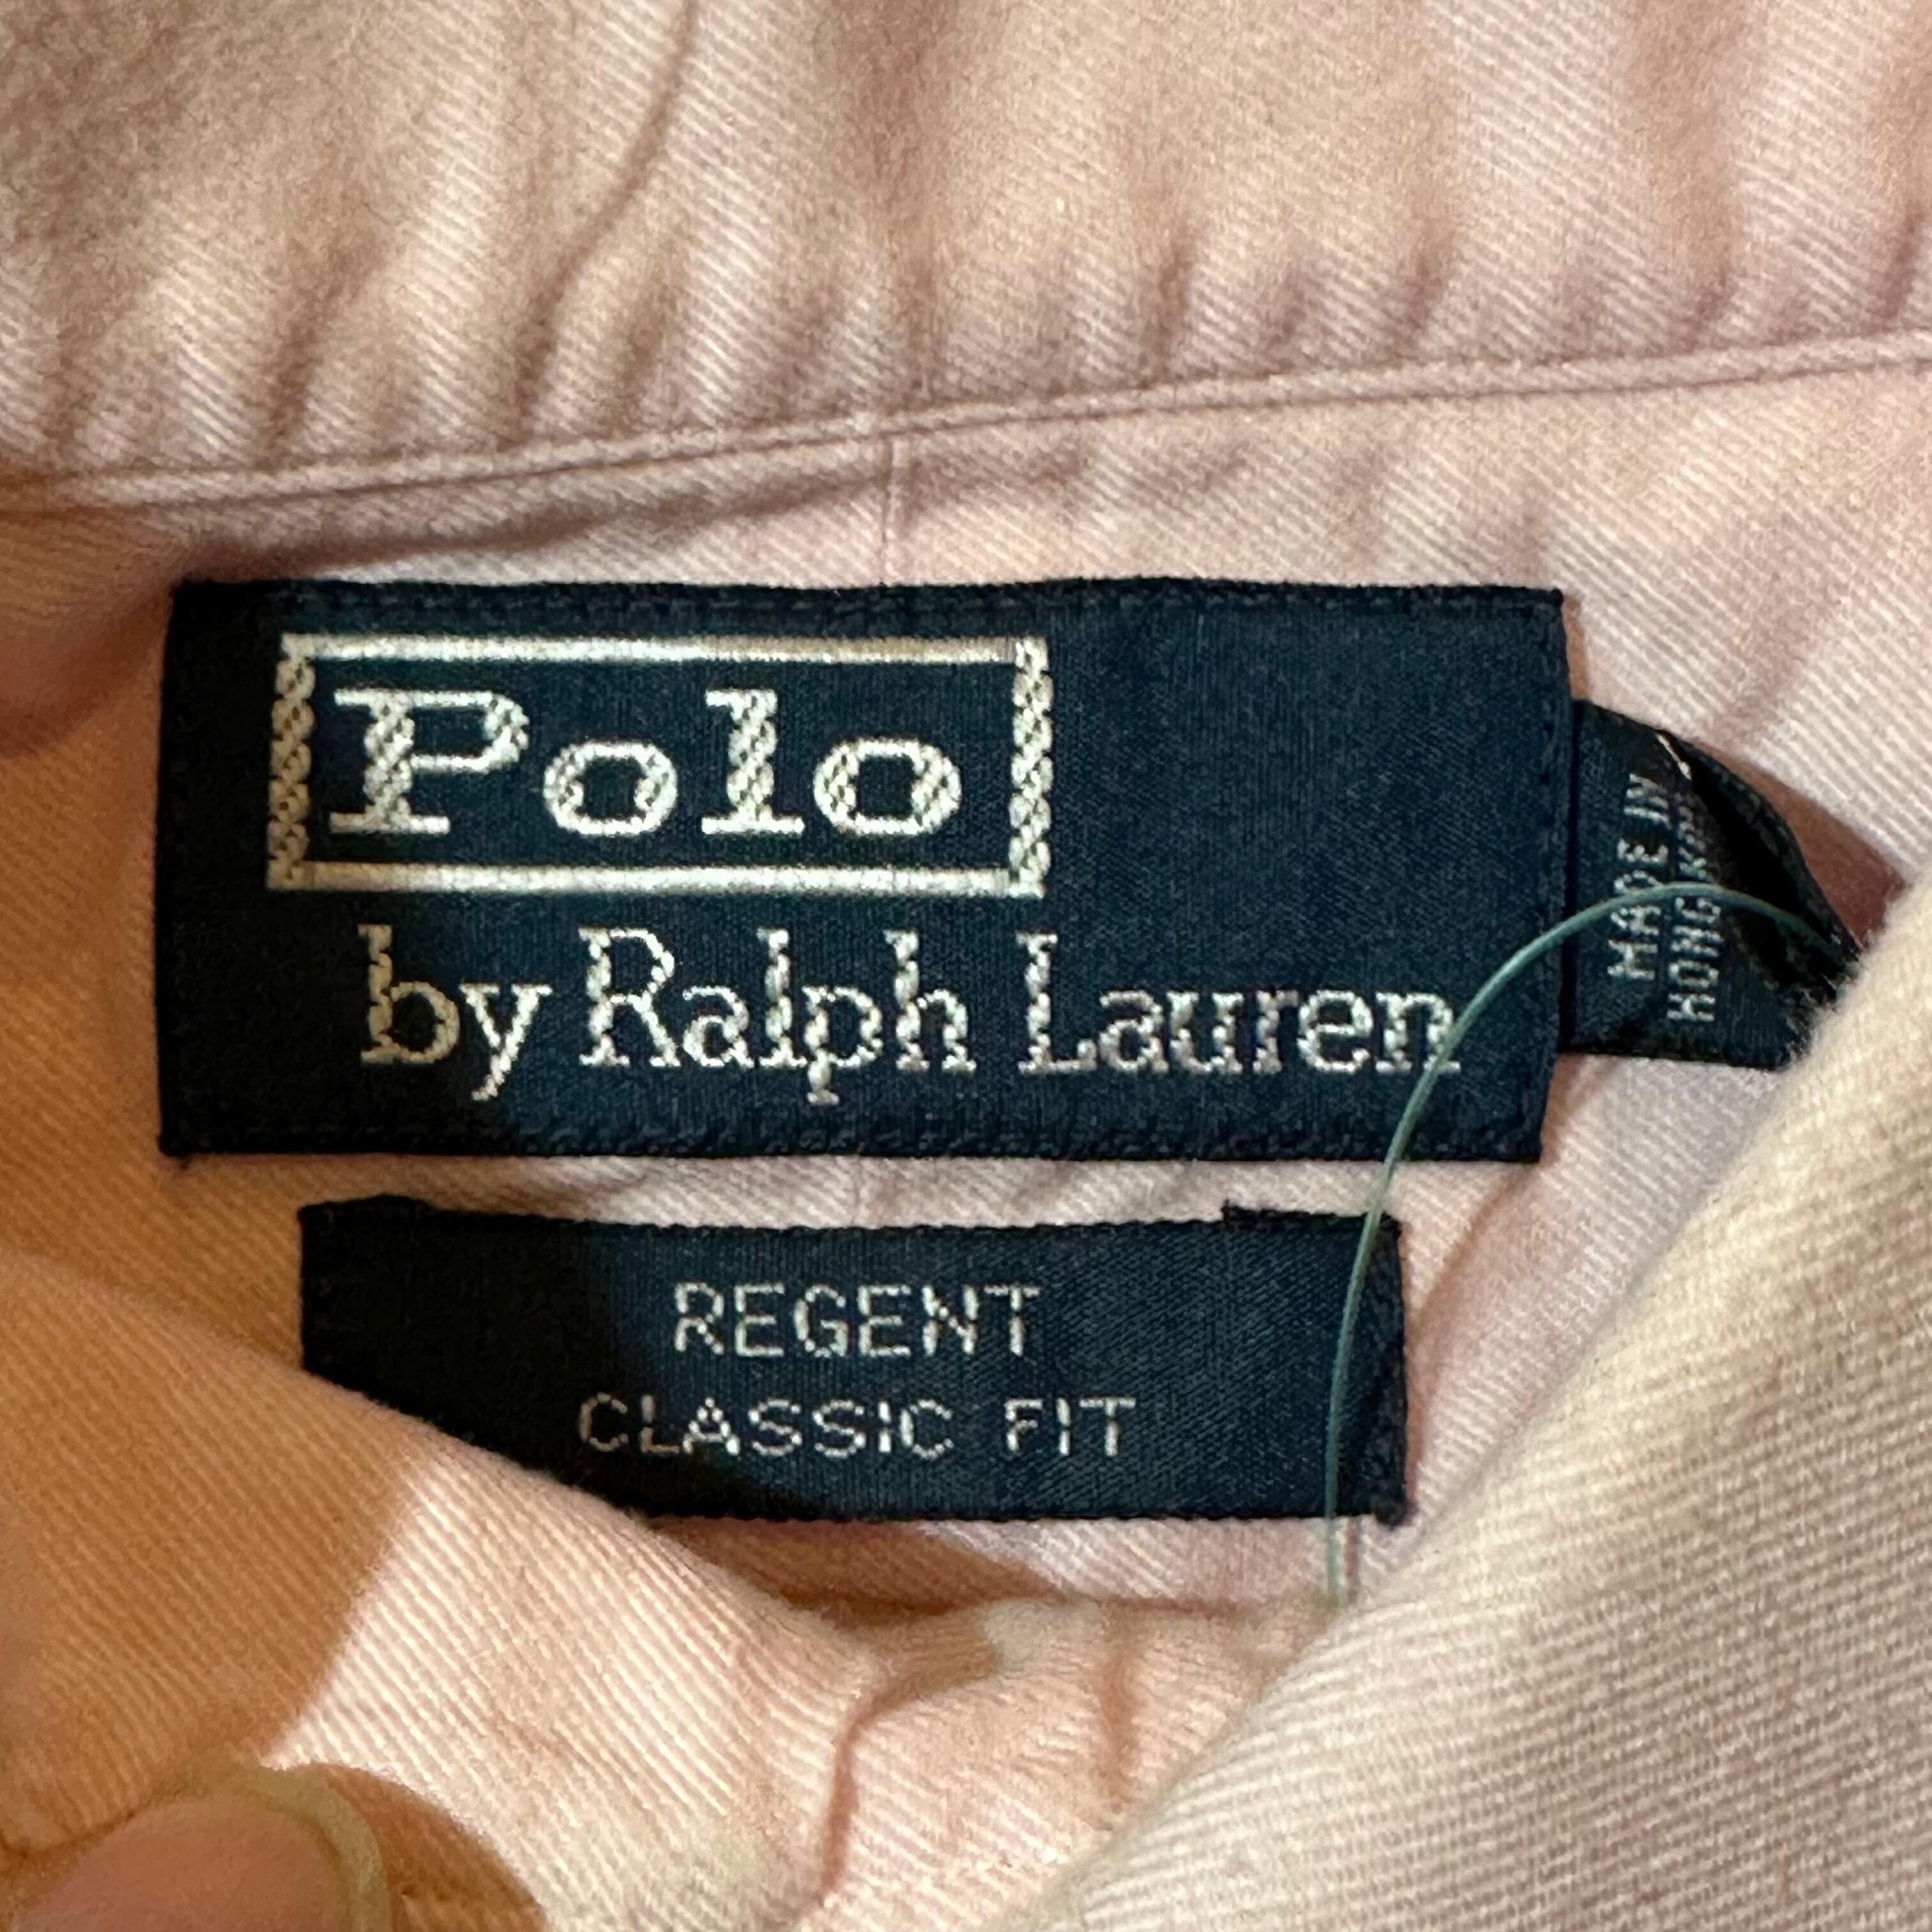 Polo
by Ralph Lauren
MADE IN
HONG KONG
REGENT
CLASSIC FIT